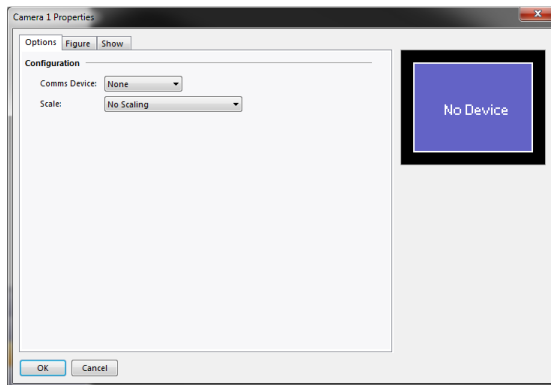 Camera 1 Properties
Options Figure Show
Configuration
Comms Device: None
Scale: No Scaling
No Device
OK Cancel